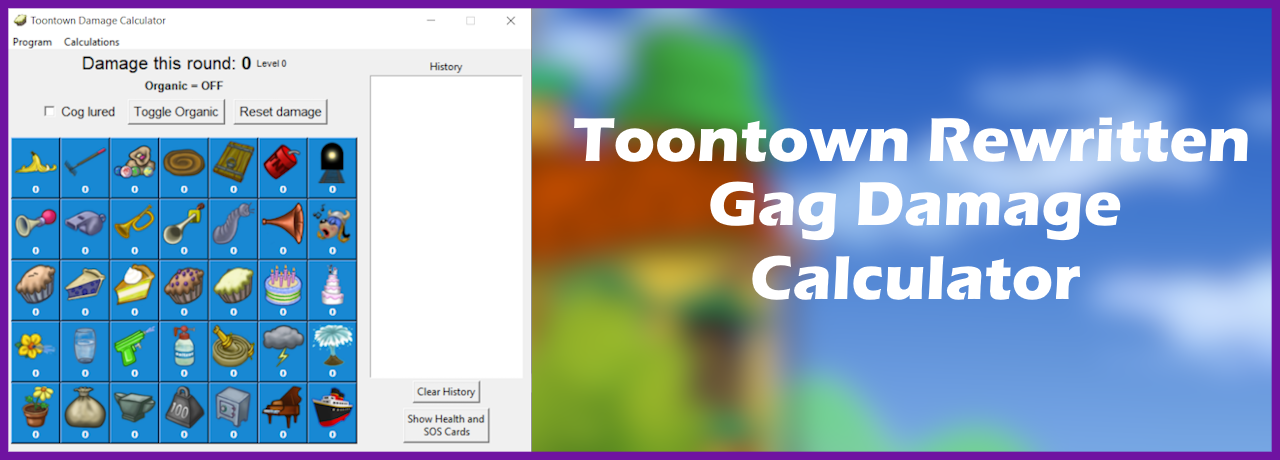 Toontown Damage Calculator
Program Calculations
Damage this round: 0 Level 0
Organic = OFF
Cog lured Toggle Organic Reset damage
History
0 0 0 0 0 0 0
0 0 0 0 0 0 0
0 0 0 0 0 0 0
0 0 0 0 0 0 0
100
0 0 0 0 0 0 0
Clear History
Show Health and
SOS Cards
Toontown Rewritten
Gag Damage
Calculator